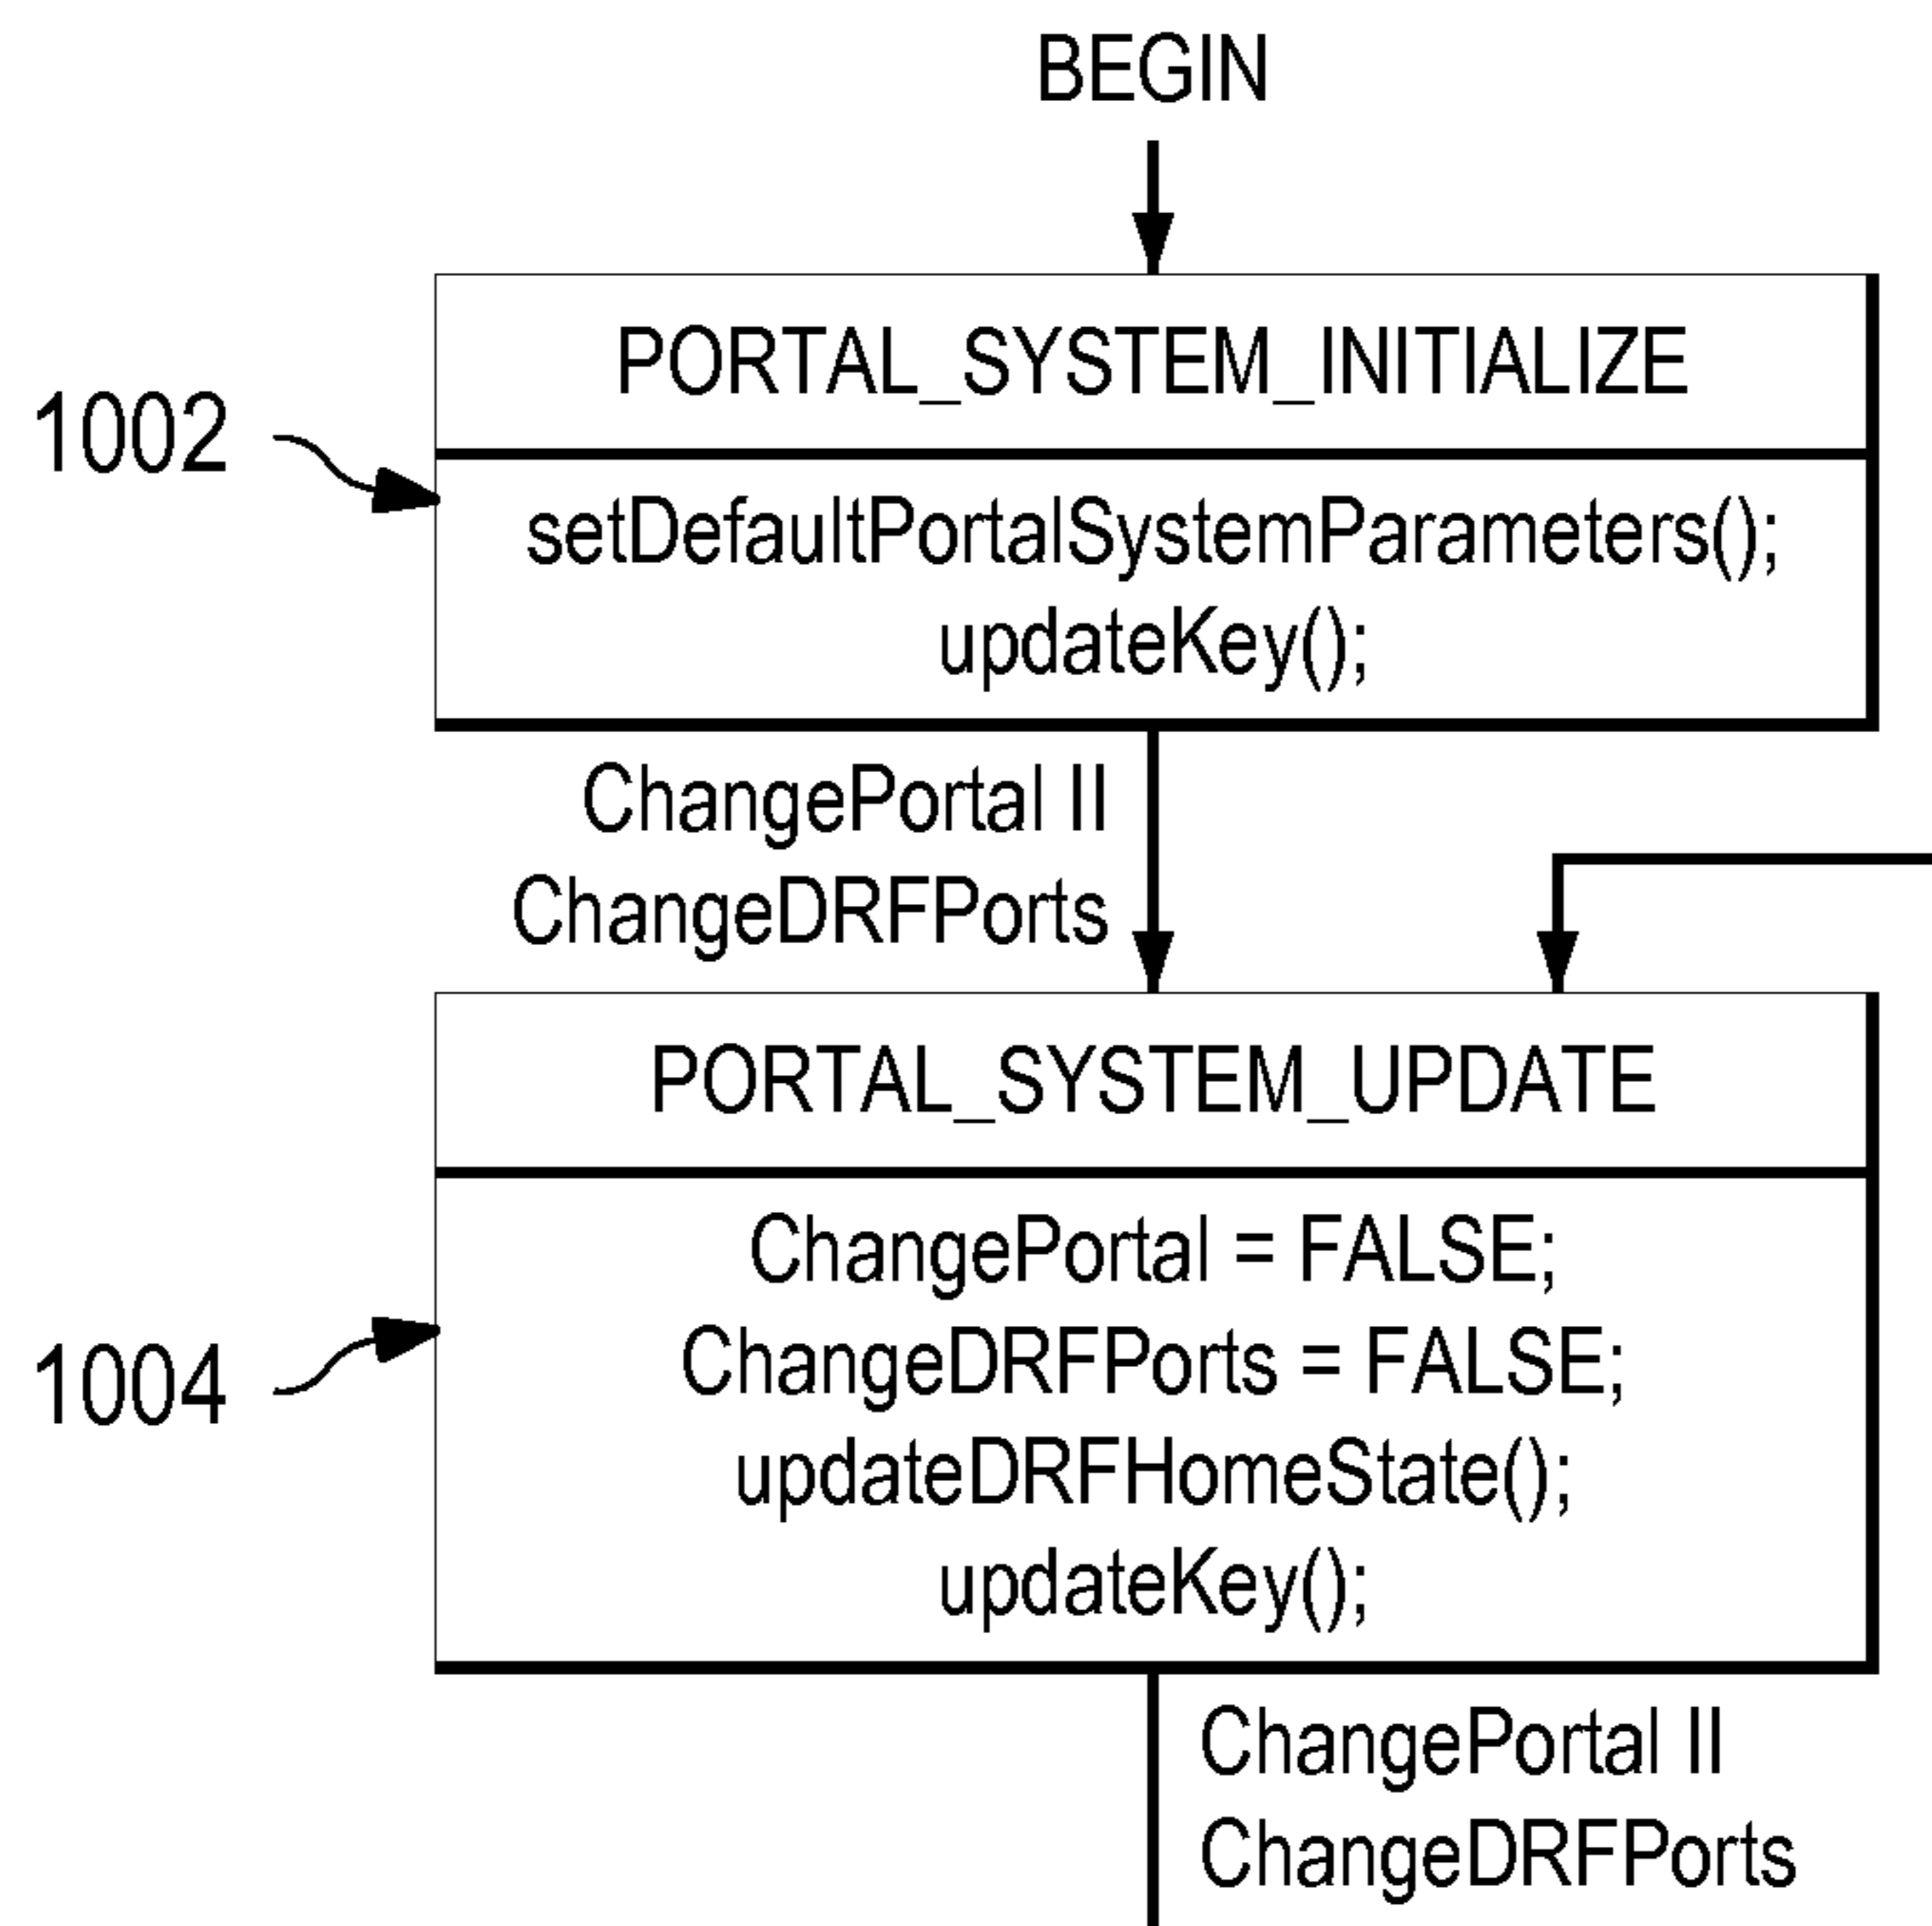 BEGIN
PORTAL_SYSTEM_INITIALIZE
1002
setDefaultPortalSystemParameters();
updateKey();
ChangePortal II
ChangeDRFPorts
PORTAL_SYSTEM_UPDATE
ChangePortal = FALSE;
ChangeDRFPorts = FALSE;
1004
updateDRFHomeState();
updateKey();
ChangePortal II
ChangeDRFPorts